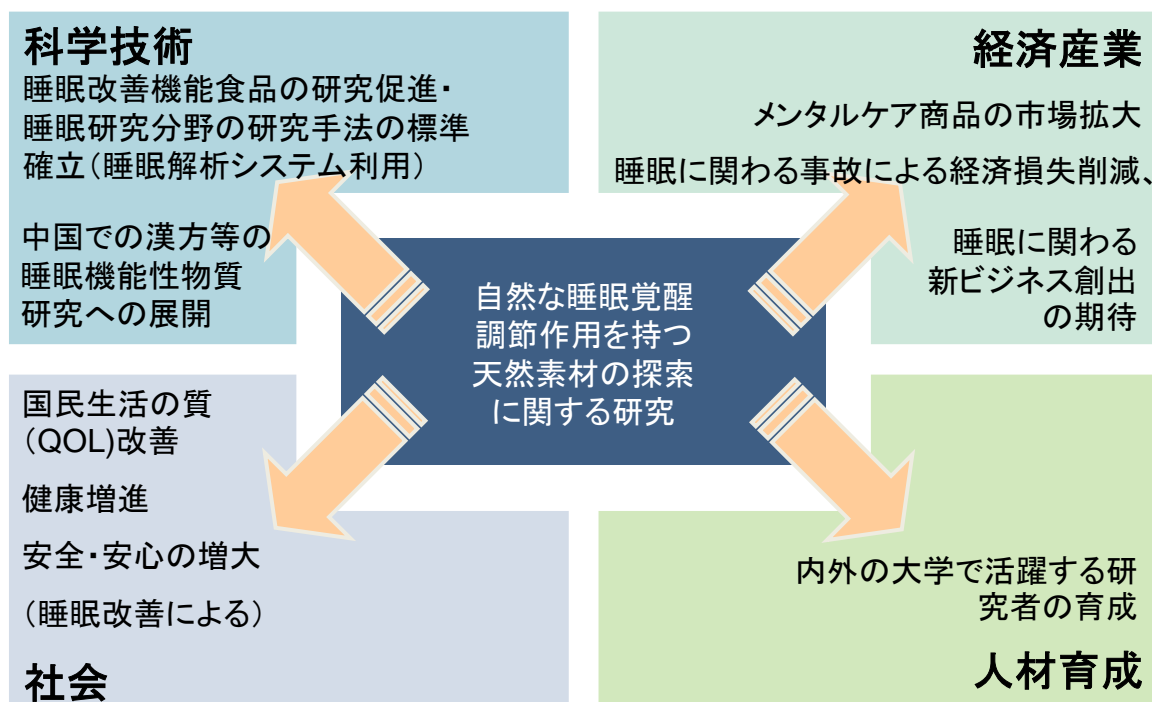 科学技術
睡眠改善機能食品の研究促進・
睡眠研究分野の研究手法の標準
確立（睡眠解析システム利用）
中国での漢方等の
睡眠機能性物質
研究への展開
経済産業
メンタルケア商品の市場拡大
睡眠に関わる事故による経済損失削減、
睡眠に関わる
新ビジネス創出
の期待
自然な睡眠覚醒
調節作用を持つ
天然素材の探索
に関する研究
国民生活の質
（QOL)改善
健康増進
安全・安心の増大
（睡眠改善による）
社会
内外の大学で活躍する研
究者の育成
人材育成